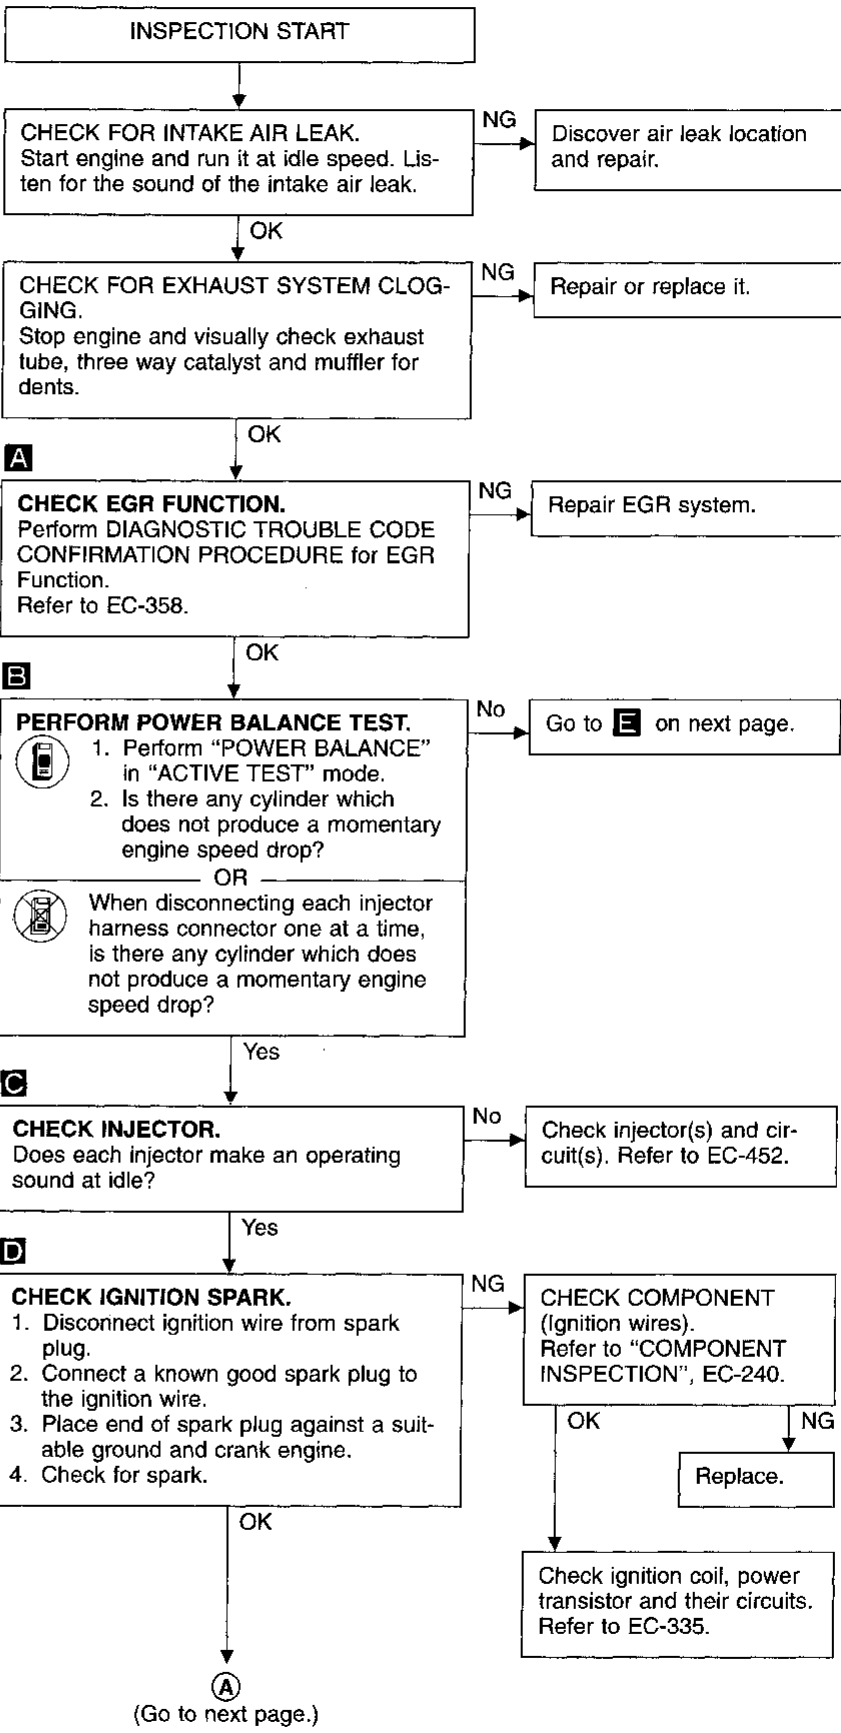 INSPECTION START
CHECK FOR INTAKE AIR LEAK.
Start engine and run it at idle speed. Lis-
ten for the sound of the intake air leak.
NG
Discover air leak location
and repair.
OK
CHECK FOR EXHAUST SYSTEM CLOG-
GING.
Stop engine and visually check exhaust
tube, three way catalyst and muffler for
dents.
NG
Repair or replace it.
OK
A
CHECK EGR FUNCTION.
Perform DIAGNOSTIC TROUBLE CODE
CONFIRMATION PROCEDURE for EGR
Function.
Refer to EC-358.
NG
Repair EGR system.
OK
B
PERFORM POWER BALANCE TEST.
1. Perform “POWER BALANCE”
in “ACTIVE TEST” mode.
2. Is there any cylinder which
does not produce a momentary
engine speed drop?
No
Go to E on next page.
OR
When disconnecting each injector
harness connector one at a time,
is there any cylinder which does
not produce a momentary engine
speed drop?
Yes
C
CHECK INJECTOR.
Does each injector make an operating
sound at idle?
No
Check injector(s) and cir-
cuit(s). Refer to EC-452.
Yes
D
CHECK IGNITION SPARK.
1. Disconnect ignition wire from spark
plug.
2. Connect a known good spark plug to
the ignition wire.
3. Place end of spark plug against a suit-
able ground and crank engine.
4. Check for spark.
NG
CHECK COMPONENT
(Ignition wires).
Refer to “COMPONENT
INSPECTION”, EC-240.
OK
NG
Replace.
Check ignition coil, power
transistor and their circuits.
Refer to EC-335.
OK
A
(Go to next page.)